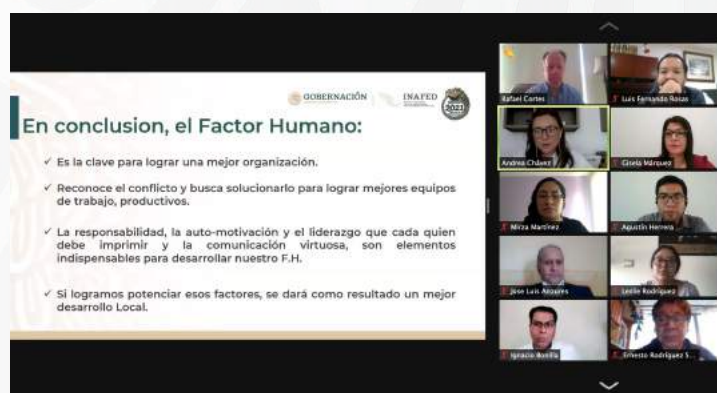 GOBERNACIÓN
INAFED
2021
En conclusion, el Factor Humano:
✓ Es la clave para lograr una mejor organización.
✓ Reconoce el conflicto y busca solucionarlo para lograr mejores equipos
de trabajo, productivos.
✓ La responsabilidad, la auto-motivación y el liderazgo que cada quien
debe imprimir y la comunicación virtuosa, son elementos
indispensables para desarrollar nuestro F.H.
✓ Si logramos potenciar esos factores, se dará como resultado un mejor
desarrollo Local.
Rafael Cortes
Luis Fernando Rosas
Andrea Chávez
Gisela Márquez
Mirza Martínez
Agustín Herrera
Jose Luis
Leslie Rodríguez
Ignacio Bonilla
Ernesto Rodríguez S...